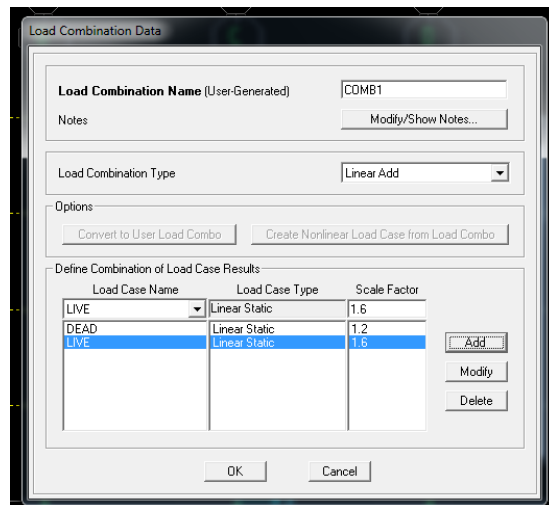 Load Combination Data
Load Combination Name (User-Generated) COMB1
Notes Modify/Show Notes...
Load Combination Type Linear Add
Options
Convert to User Load Combo Create Nonlinear Load Case from Load Combo
Define Combination of Load Case Results
Load Case Name Load Case Type Scale Factor
LIVE Linear Static 1.6
DEAD Linear Static 1.2
LIVE Linear Static 1.6
Add
Modify
Delete
OK Cancel